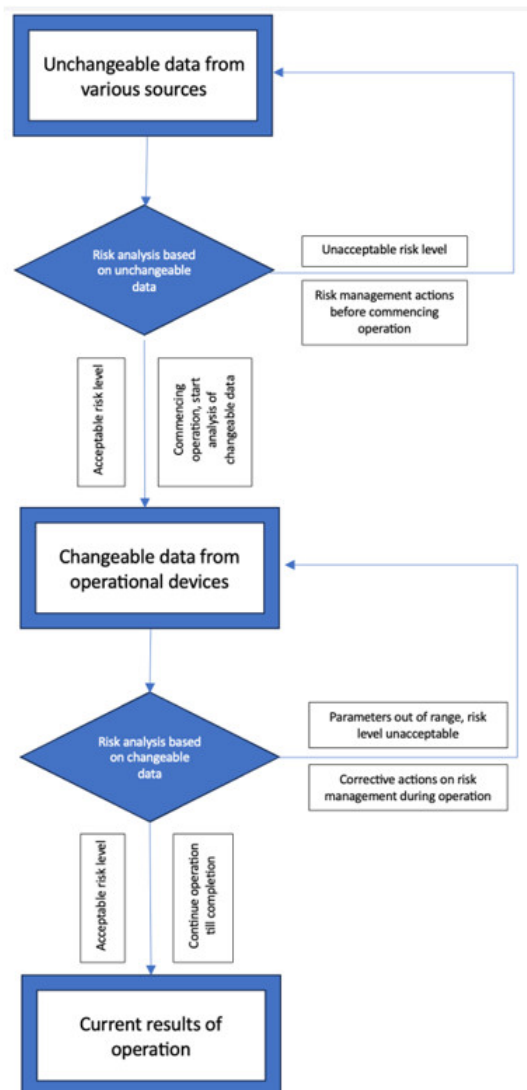 Unchangeable data from
various sources
Risk analysis based
on unchangeable
data
Unacceptable risk level
Risk management actions
before commencing
operation
Acceptable risk level
Commencing
operation, start
analysis of
changeable data
Changeable data from
operational devices
Risk analysis based
on changeable
data
Parameters out of range, risk
level unacceptable
Corrective actions on risk
management during operation
Acceptable risk level
Continue operation
till completion
Current results of
operation